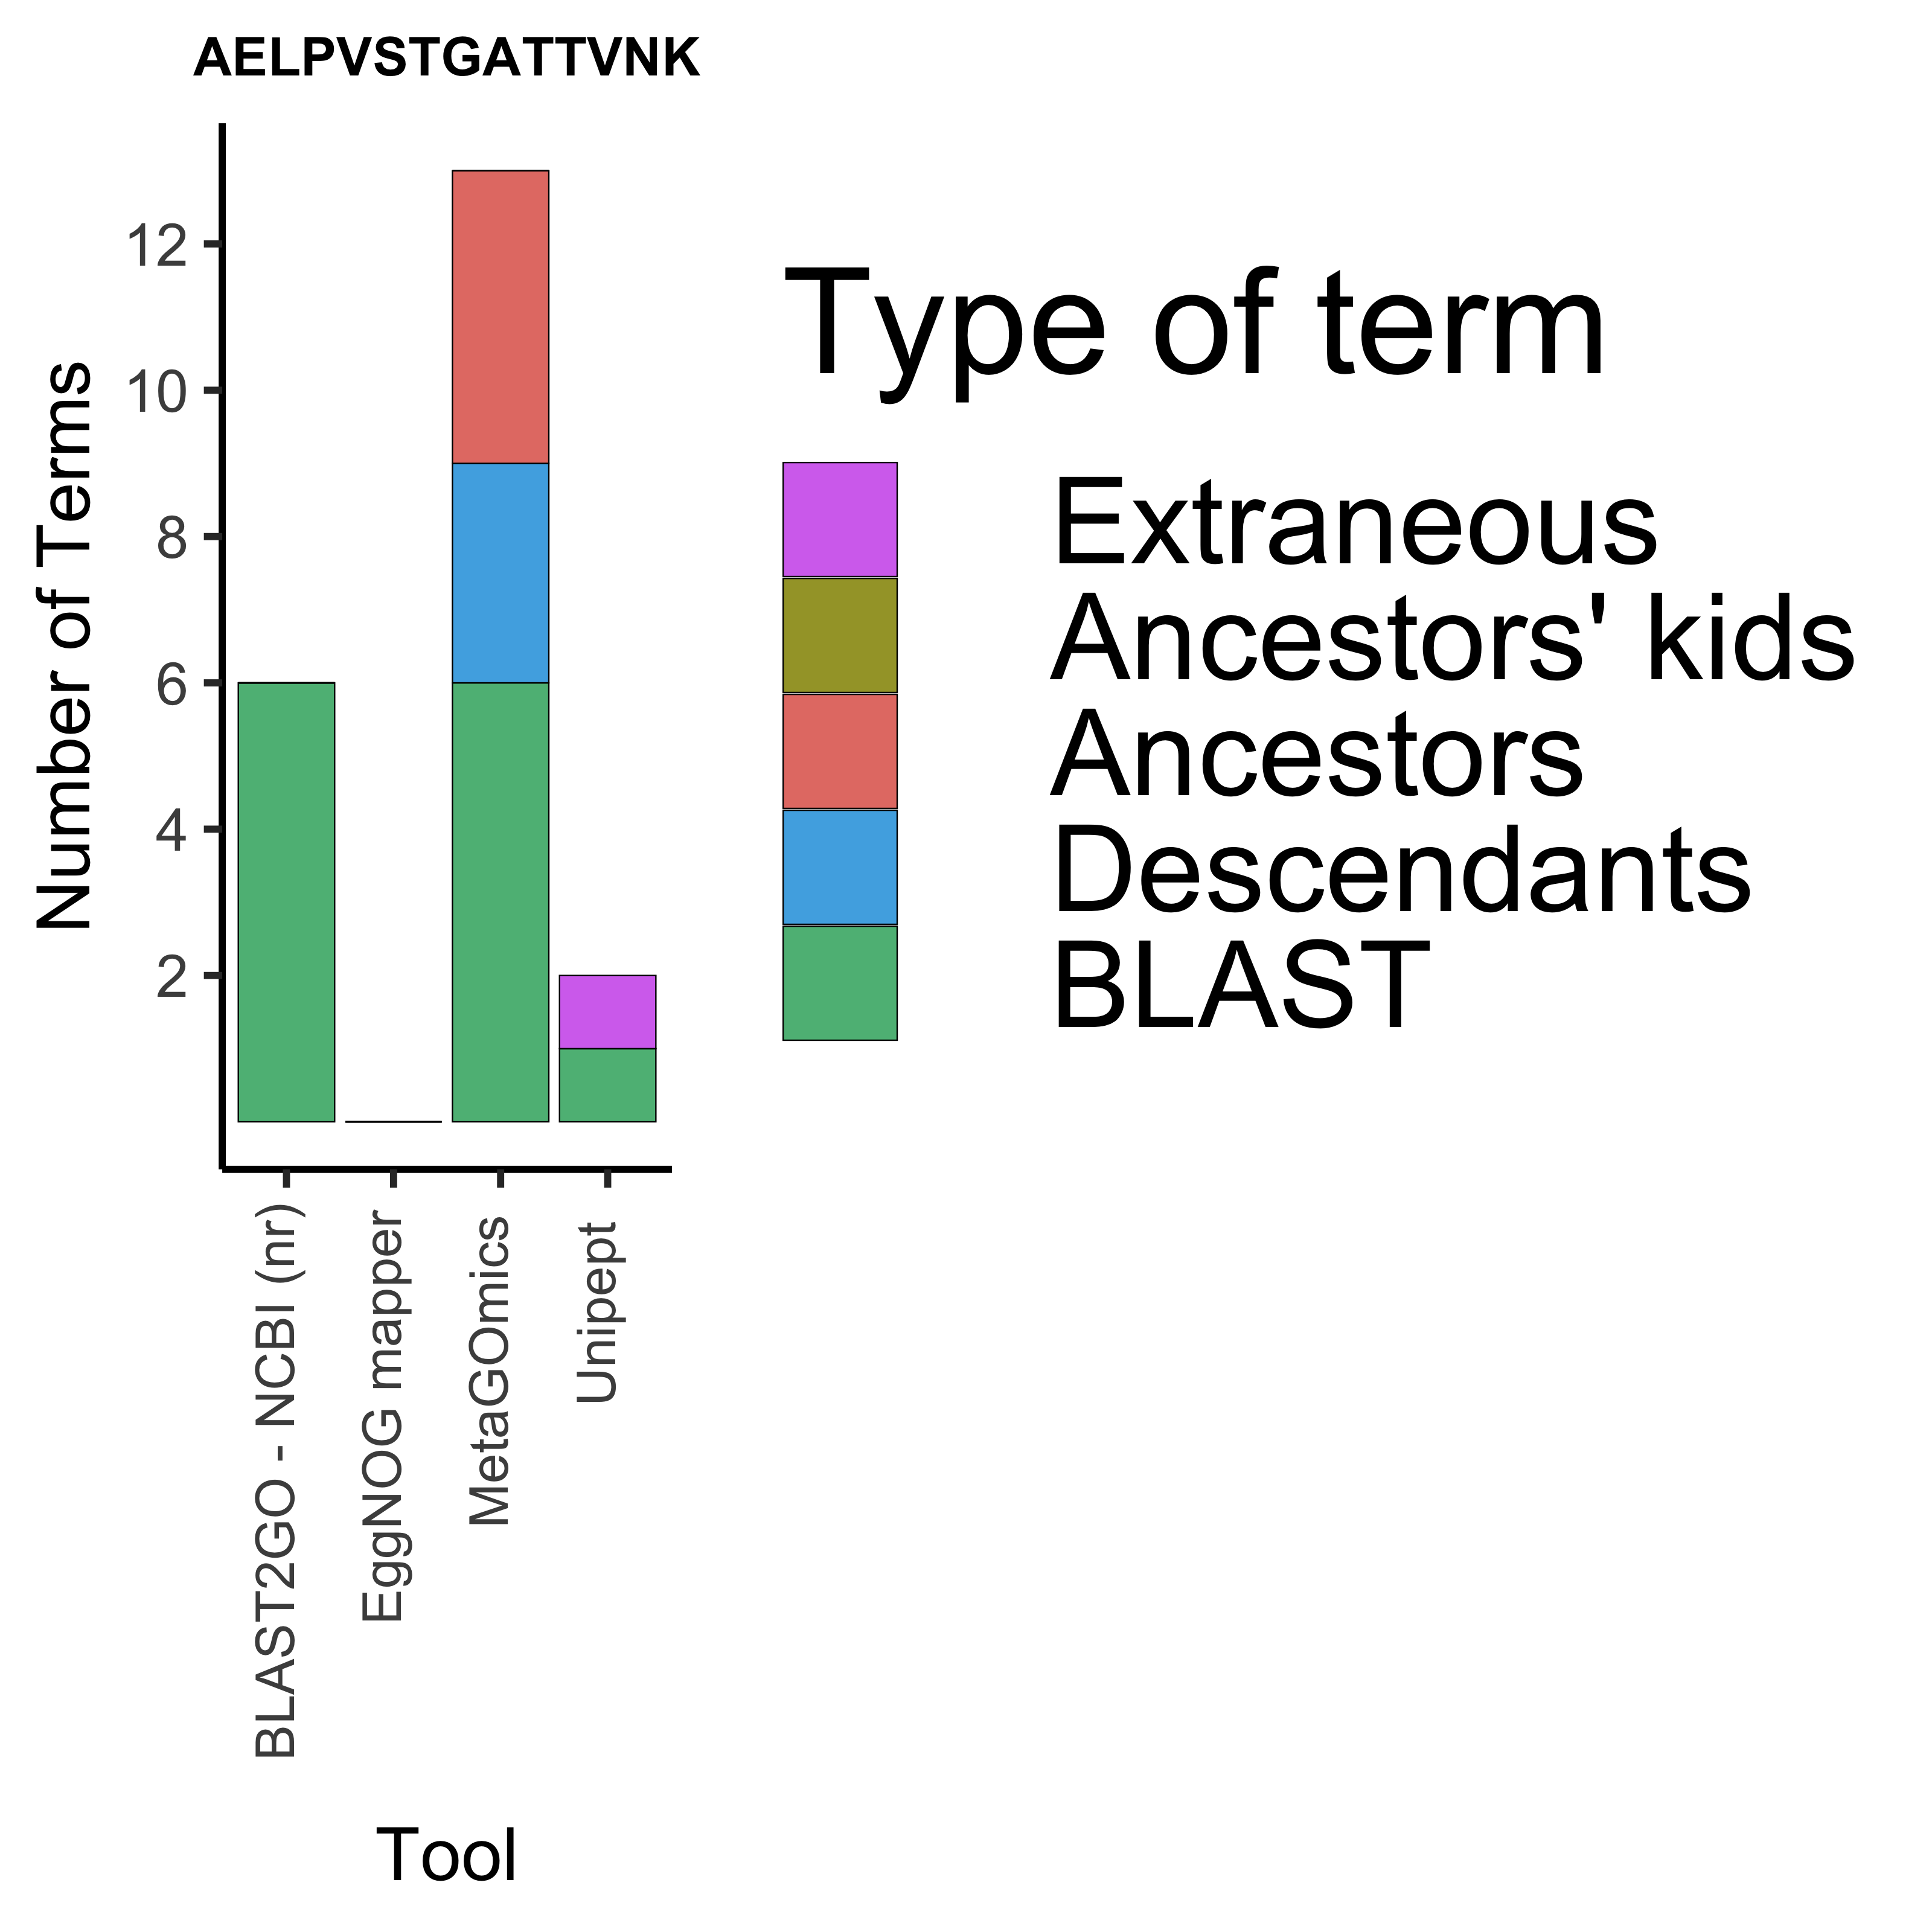 AELPVSTGATTVNK
Number of Terms
12
10
8
6
4
2
BLAST2GO - NCBI (nr)
EggNOG mapper
MetaGOmics
Unipept
Tool
Type of term
Extraneous
Ancestors' kids
Ancestors
Descendants
BLAST